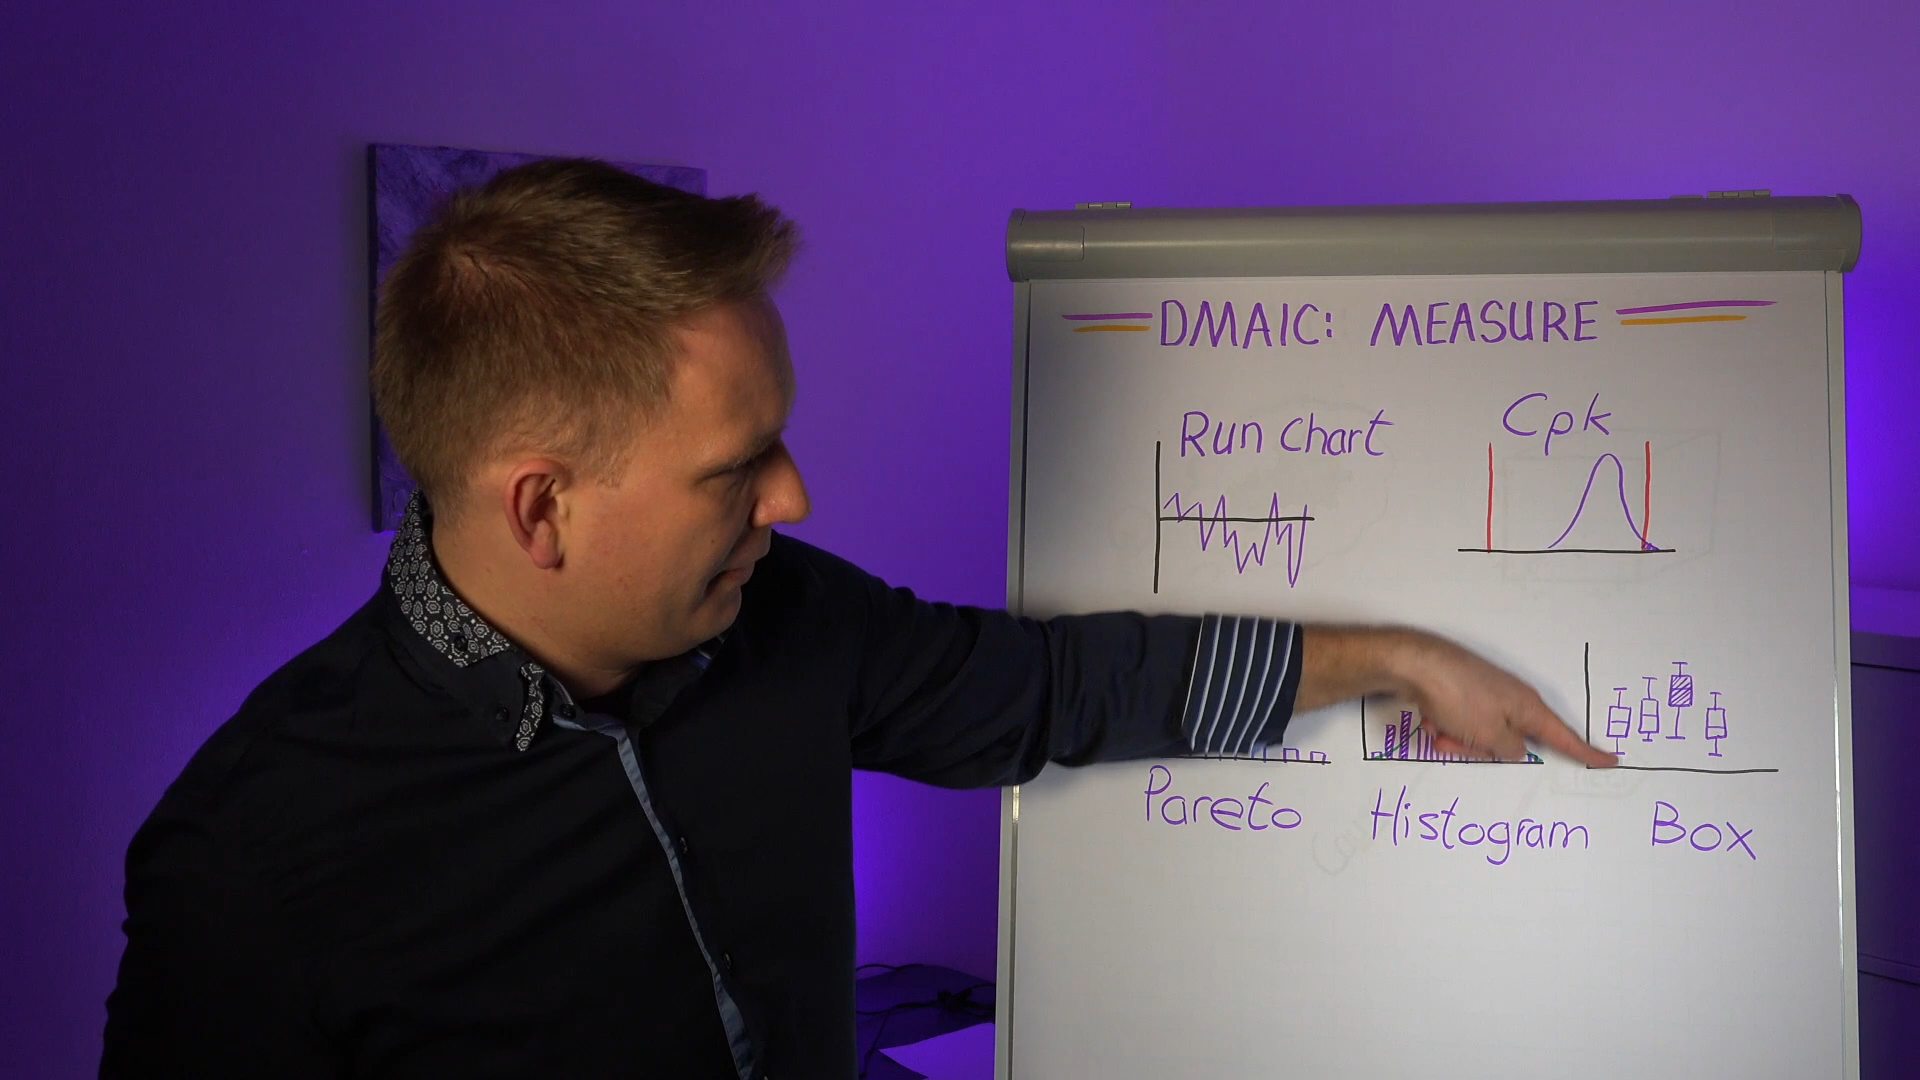 DMAIC: MEASURE
Run Chart
Cpk
Pareto
Histogram
Box